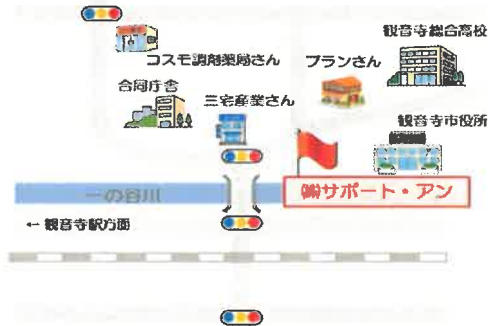 観音寺総合高校
コスモ調剤薬局さん
プランさん
合同庁舎
三宅産業さん
観音寺市役所
一の谷川
㈱サポート・アン
← 観音寺駅方面